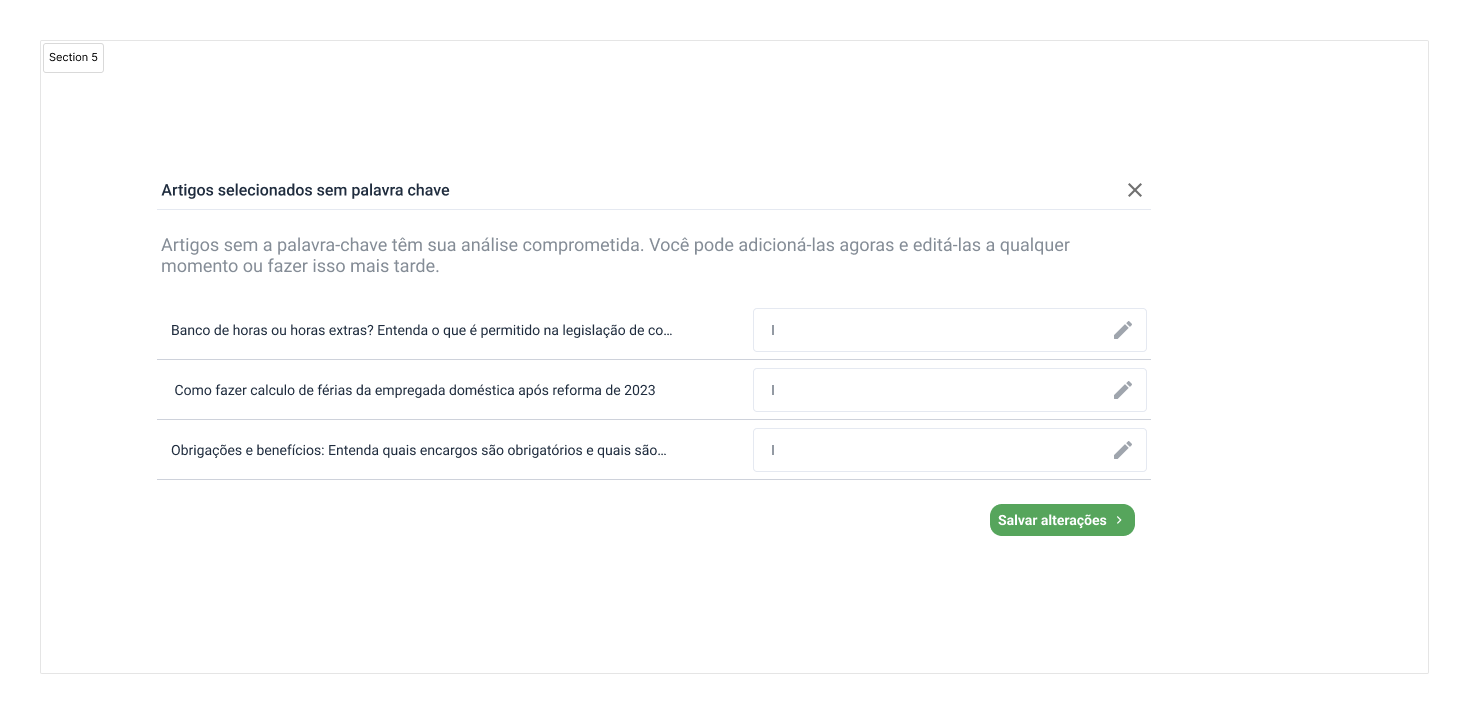 Section 5
Artigos selecionados sem palavra chave
Artigos sem a palavra-chave têm sua análise comprometida. Você pode adicioná-las agoras e editá-las a qualquer
momento ou fazer isso mais tarde.
Banco de horas ou horas extras? Entenda o que é permitido na legislação de co...
I
Como fazer calculo de férias da empregada doméstica após reforma de 2023
I
Obrigações e benefícios: Entenda quais encargos são obrigatórios e quais são...
I
Salvar alterações